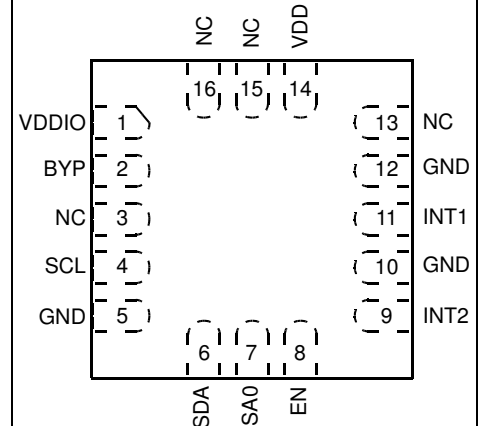 NC NC VDD
16 15 14
VDDIO 1 13 NC
BYP 2 12 GND
NC 3 11 INT1
SCL 4 10 GND
GND 5 9 INT2
6 7 8
SDA SA0 EN